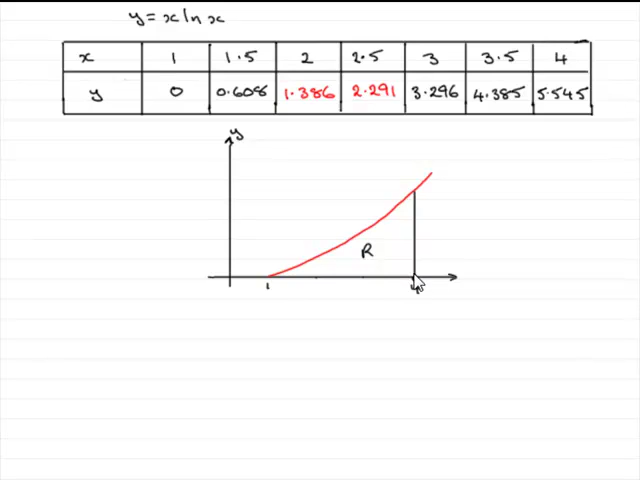 y = x ln x
x 1 1.5 2 2.5 3 3.5 4
y 0 0.608 1.386 2.291 3.296 4.385 5.545
y
R
1